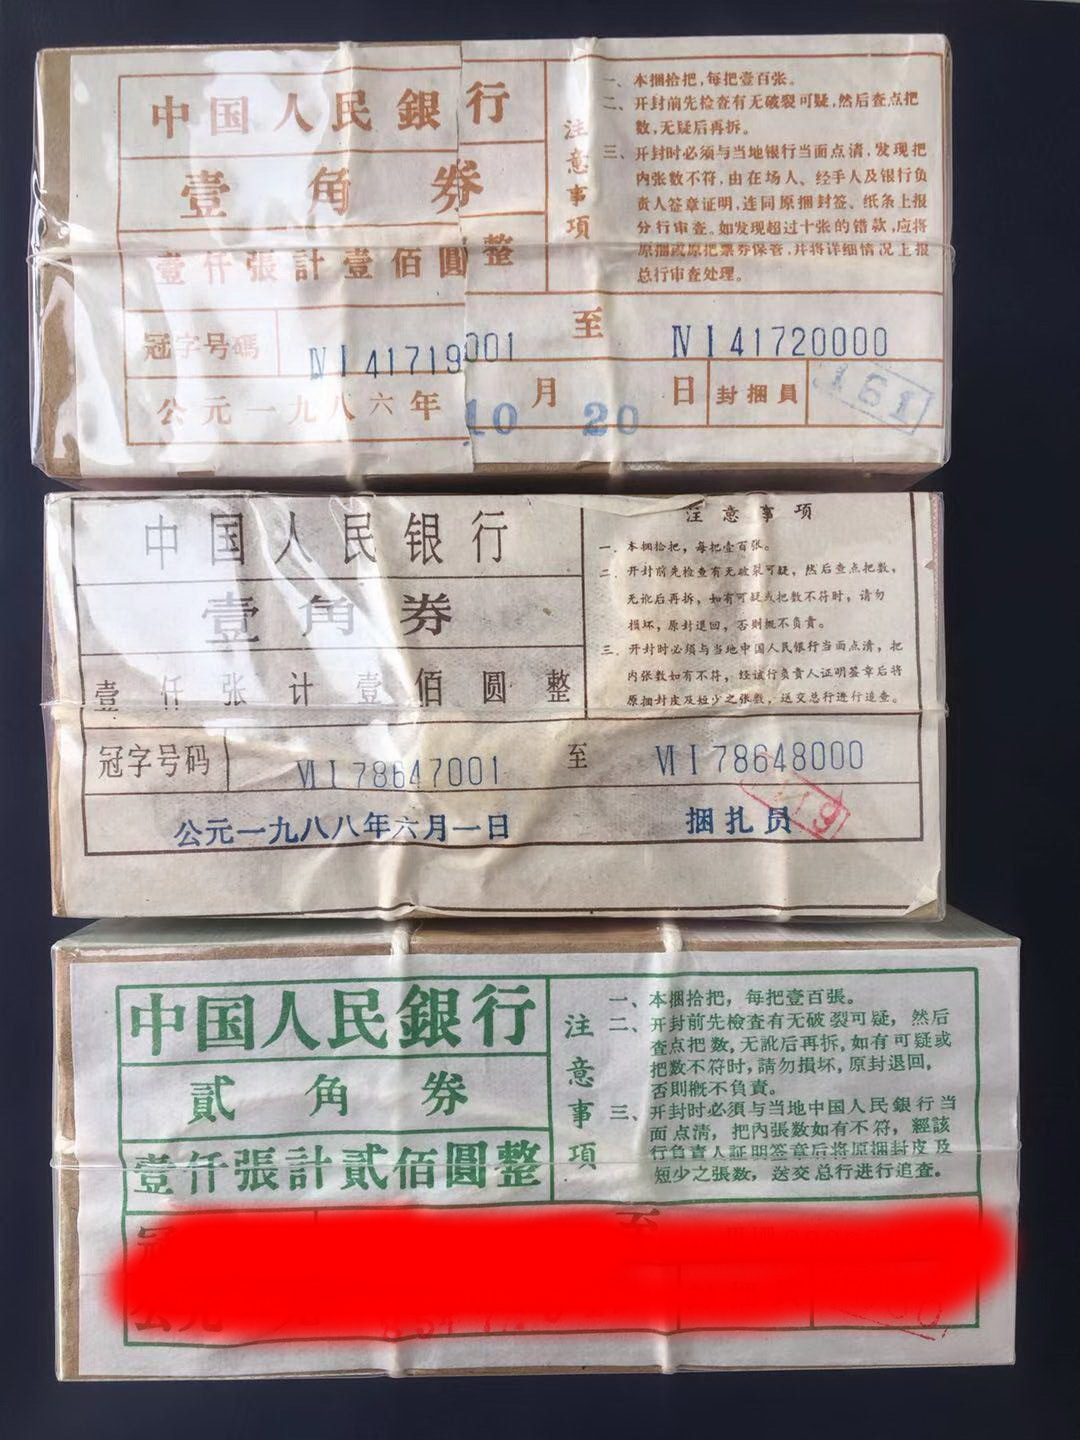 中国人民銀行
壹角券
壹仟張計壹佰圓整
注意事項
一、本捆拾把,每把壹百张。
二、开封前先检查有无破裂可疑,然后查点把
数,无疑后再拆。
三、开封时必须与当地银行当面点清,发现把
内张数不符,由在场人、经手人及银行负
责人签章证明,连同原捆封签、纸条上报
分行审查。如发现超过十张的错款,应将
原捆或原把票券保管,并将详细情况上报
总行审查处理。
冠字号碼 Ⅳ Ⅰ 41719001 至 Ⅳ Ⅰ 41720000
公元一九八六年 10 月 20 日 封捆員 161
中国人民银行
壹角券
壹仟张计壹佰圆整
注意事项
一、本捆拾把,每把壹百张。
二、开封前先检查有无破裂可疑,然后查点把数,
无讹后再拆,如有可疑或把数不符时,请勿
损坏,原封退回,否则概不负责。
三、开封时必须与当地中国人民银行当面点清,把
内张数如有不符,经该行负责人证明签章后将
原捆封皮及短少之张数,送交总行进行追查。
冠字号码 Ⅵ Ⅰ 78647001 至 Ⅵ Ⅰ 78648000
公元一九八八年六月一日 捆扎员
中国人民銀行
貳角券
壹仟張計貳佰圓整
注意事項
一、本捆拾把,每把壹百張。
二、开封前先檢查有无破裂可疑,然后
查点把数,无訛后再拆,如有可疑或
把数不符时,請勿損坏,原封退回,
否則概不負責。
三、开封时必須与当地中国人民銀行当
面点清,把內張数如有不符,經該
行負責人証明签章后将原捆封皮及
短少之張数,送交总行进行追查。